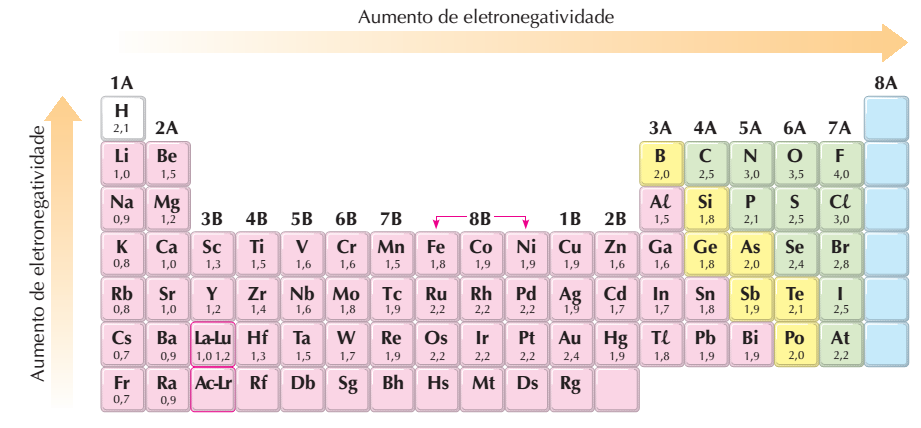 Aumento de eletronegatividade
Aumento de eletronegatividade
1A 8A
H
2,1
2A 3A 4A 5A 6A 7A
Li Be B C N O F
1,0 1,5 2,0 2,5 3,0 3,5 4,0
Na Mg Aℓ Si P S Cℓ
0,9 1,2 1,5 1,8 2,1 2,5 3,0
3B 4B 5B 6B 7B 8B 1B 2B
K Ca Sc Ti V Cr Mn Fe Co Ni Cu Zn Ga Ge As Se Br
0,8 1,0 1,3 1,5 1,6 1,6 1,5 1,8 1,9 1,9 1,9 1,6 1,6 1,8 2,0 2,4 2,8
Rb Sr Y Zr Nb Mo Tc Ru Rh Pd Ag Cd In Sn Sb Te I
0,8 1,0 1,2 1,4 1,6 1,8 1,9 2,2 2,2 2,2 1,9 1,7 1,7 1,8 1,9 2,1 2,5
Cs Ba La-Lu Hf Ta W Re Os Ir Pt Au Hg Tℓ Pb Bi Po At
0,7 0,9 1,0 1,2 1,3 1,5 1,7 1,9 2,2 2,2 2,2 2,4 1,9 1,8 1,9 1,9 2,0 2,2
Fr Ra Ac-Lr Rf Db Sg Bh Hs Mt Ds Rg
0,7 0,9